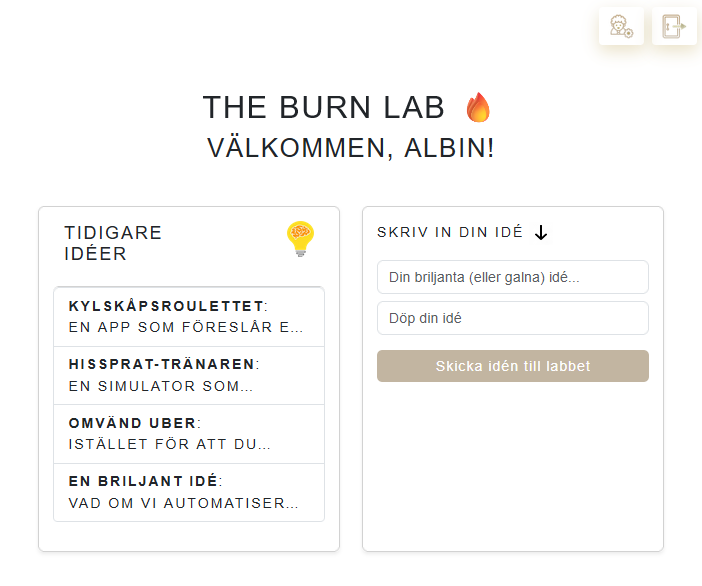 THE BURN LAB
VÄLKOMMEN, ALBIN!
TIDIGARE
IDÉER
KYLSKÅPSROULETTET:
EN APP SOM FÖRESLÅR E...
HISSPRAT-TRÄNAREN:
EN SIMULATOR SOM...
OMVÄND UBER:
ISTÄLLET FÖR ATT DU...
EN BRILJANT IDÉ:
VAD OM VI AUTOMATISER...
SKRIV IN DIN IDÉ
Din briljanta (eller galna) idé...
Döp din idé
Skicka idén till labbet